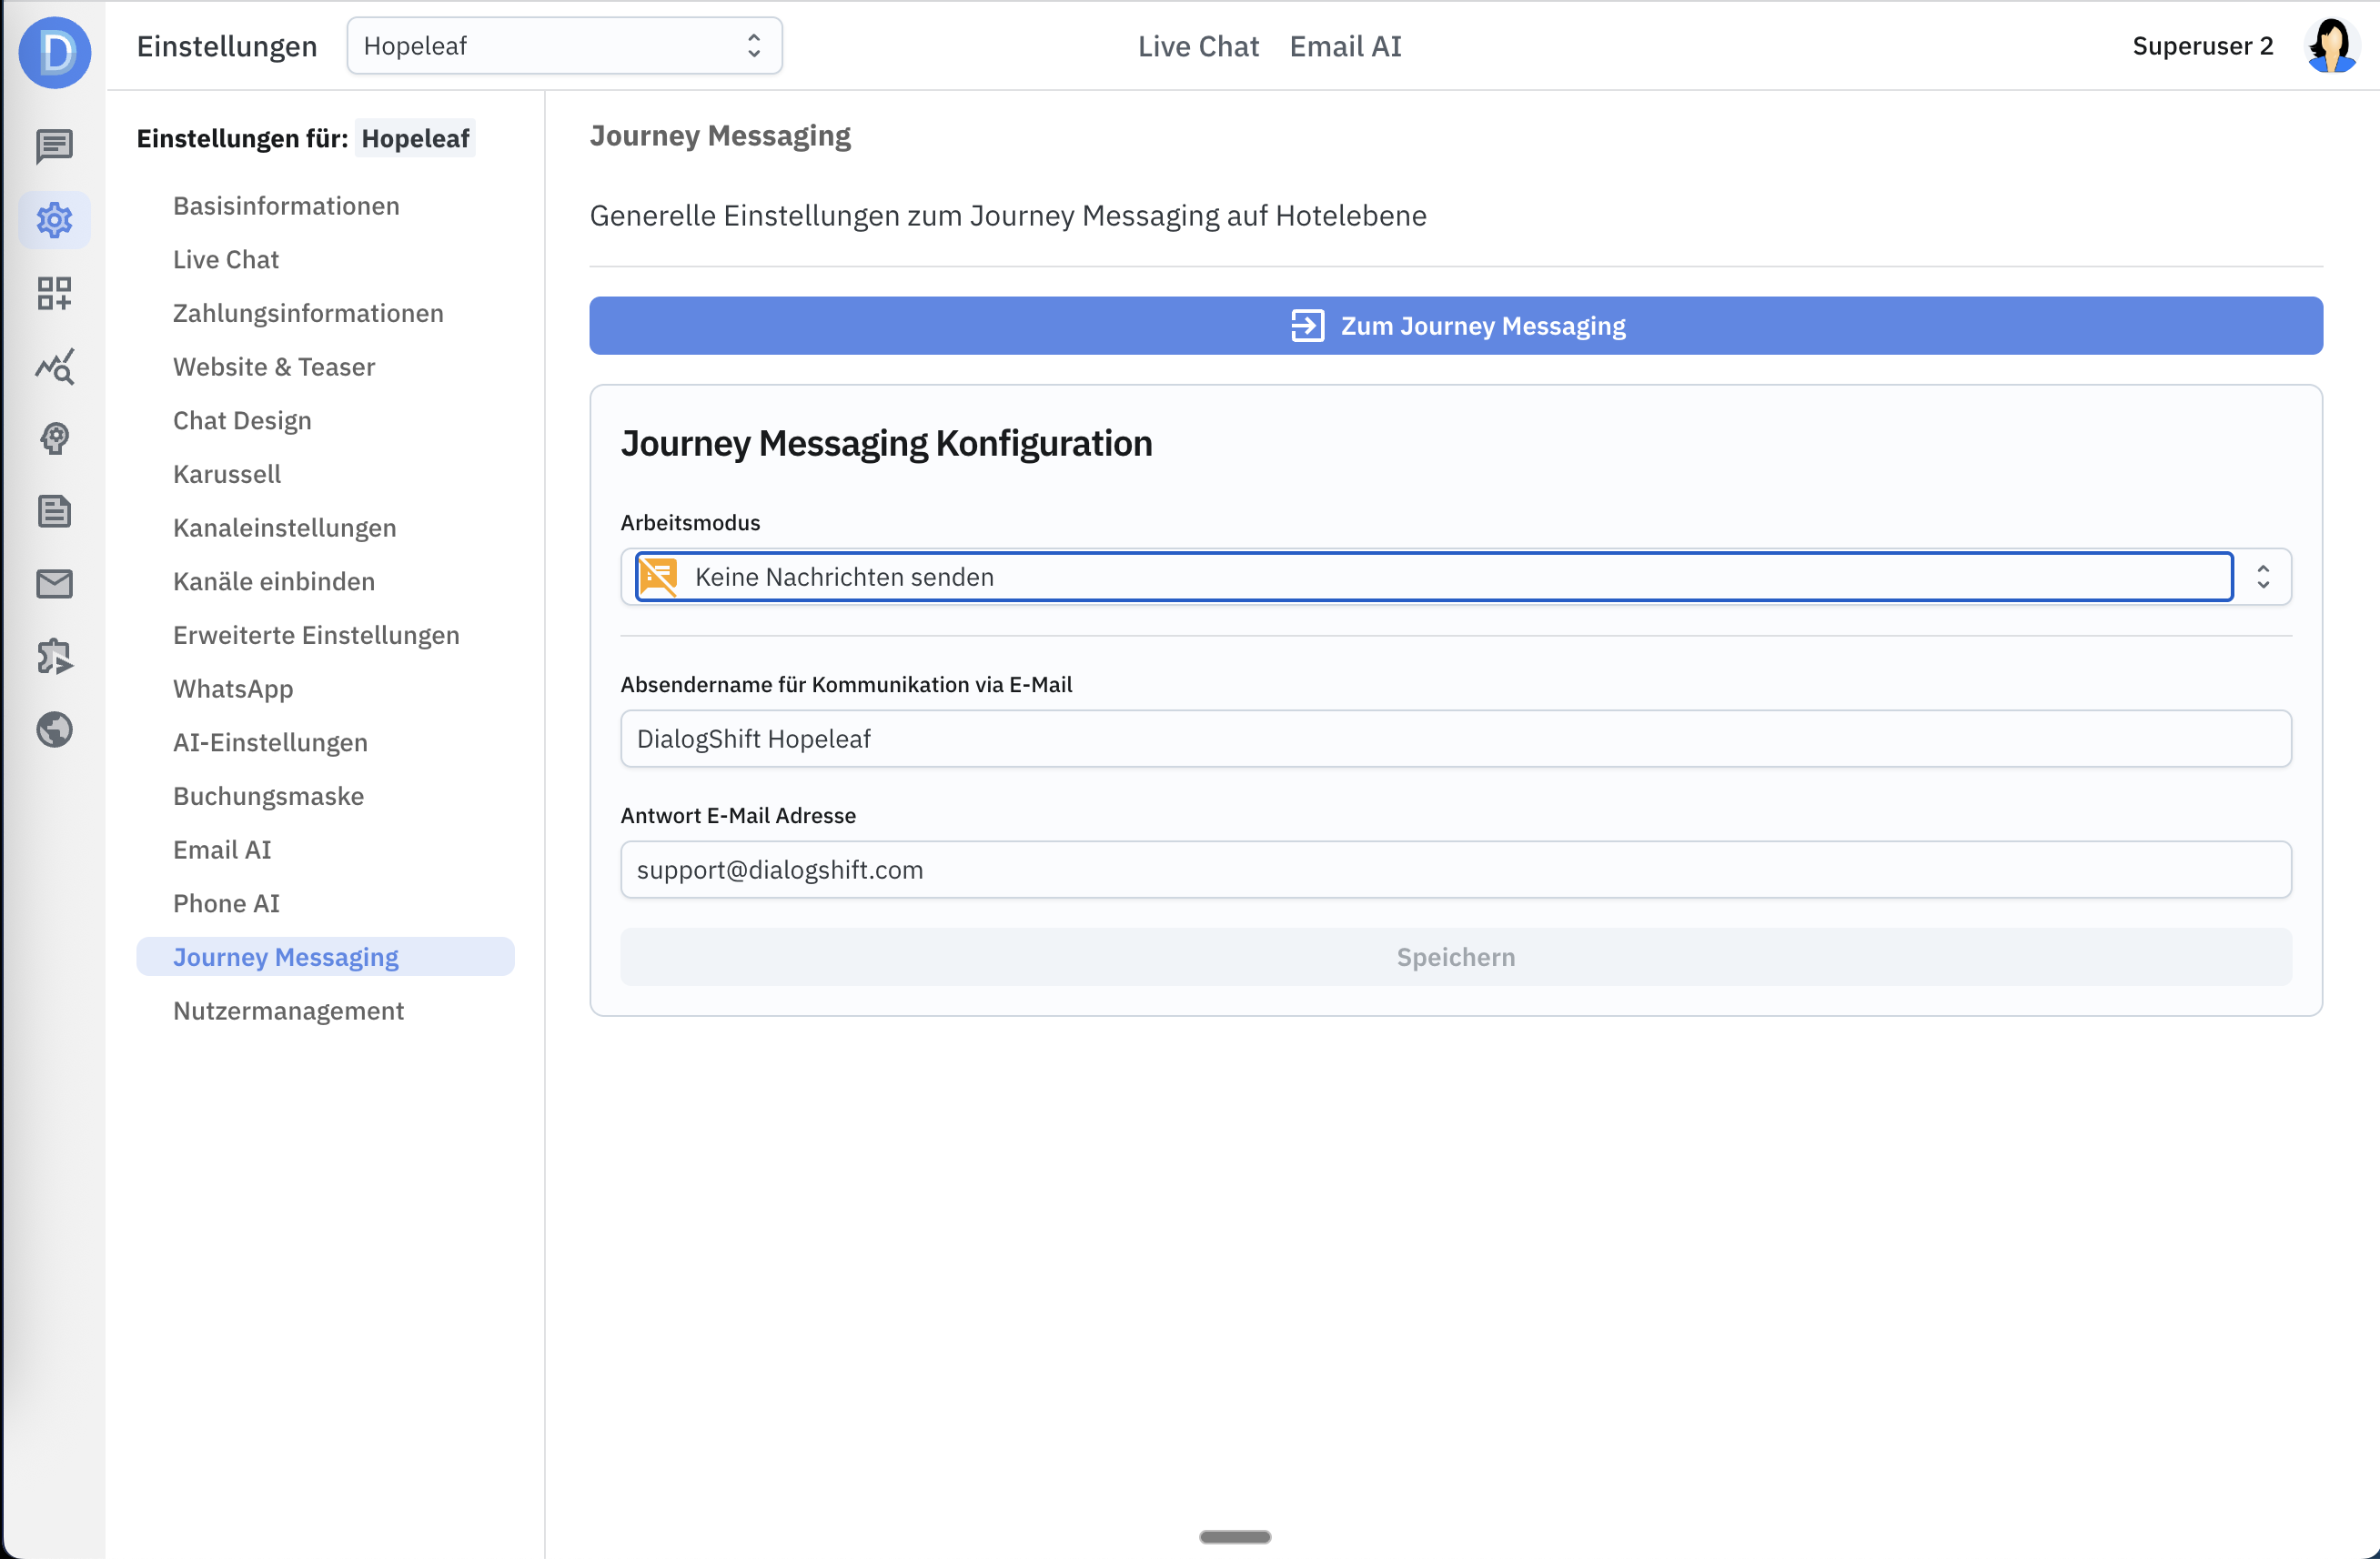 D
Einstellungen
Hopeleaf
Live Chat
Email AI
Superuser 2
Einstellungen für: Hopeleaf
Basisinformationen
Live Chat
Zahlungsinformationen
Website & Teaser
Chat Design
Karussell
Kanaleinstellungen
Kanäle einbinden
Erweiterte Einstellungen
WhatsApp
AI-Einstellungen
Buchungsmaske
Email AI
Phone AI
Journey Messaging
Nutzermanagement
Journey Messaging
Generelle Einstellungen zum Journey Messaging auf Hotelebene
Zum Journey Messaging
Journey Messaging Konfiguration
Arbeitsmodus
Keine Nachrichten senden
Absendername für Kommunikation via E-Mail
DialogShift Hopeleaf
Antwort E-Mail Adresse
support@dialogshift.com
Speichern